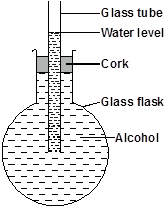 Glass tube
Water level
Cork
Glass flask
Alcohol